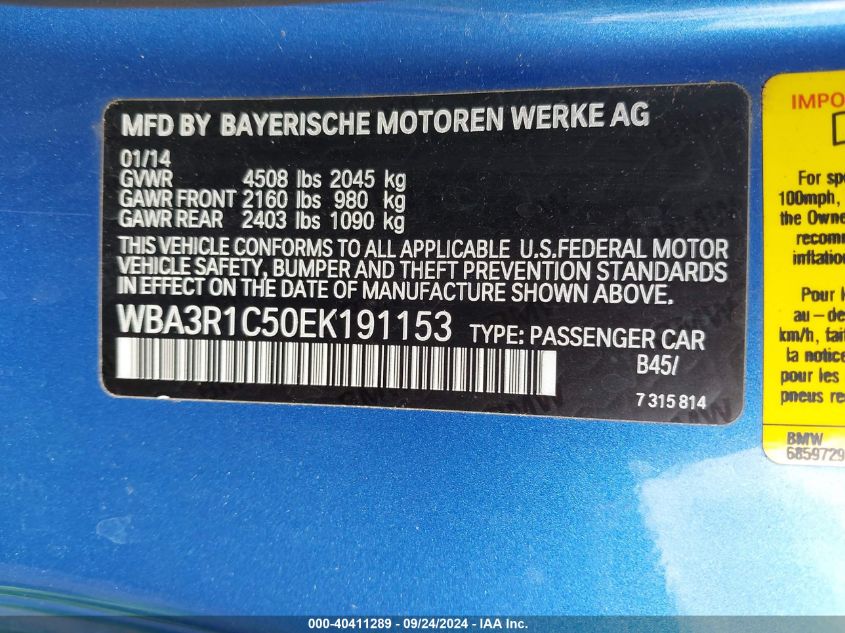 MFD BY BAYERISCHE MOTOREN WERKE AG
01/14
GVWR 4508 lbs 2045 kg
GAWR FRONT 2160 lbs 980 kg
GAWR REAR 2403 lbs 1090 kg
THIS VEHICLE CONFORMS TO ALL APPLICABLE U.S.FEDERAL MOTOR
VEHICLE SAFETY, BUMPER AND THEFT PREVENTION STANDARDS
IN EFFECT ON THE DATE OF MANUFACTURE SHOWN ABOVE.
WBA3R1C50EK191153 TYPE: PASSENGER CAR
B45/
7 315 814
IMPO
For spe
100mph,
the Owne
recomm
inflation
Pour l
au-de
km/h, fait
la notice
pour les
pneus re
BMW
6859729
000-40411289 - 09/24/2024 - IAA Inc.